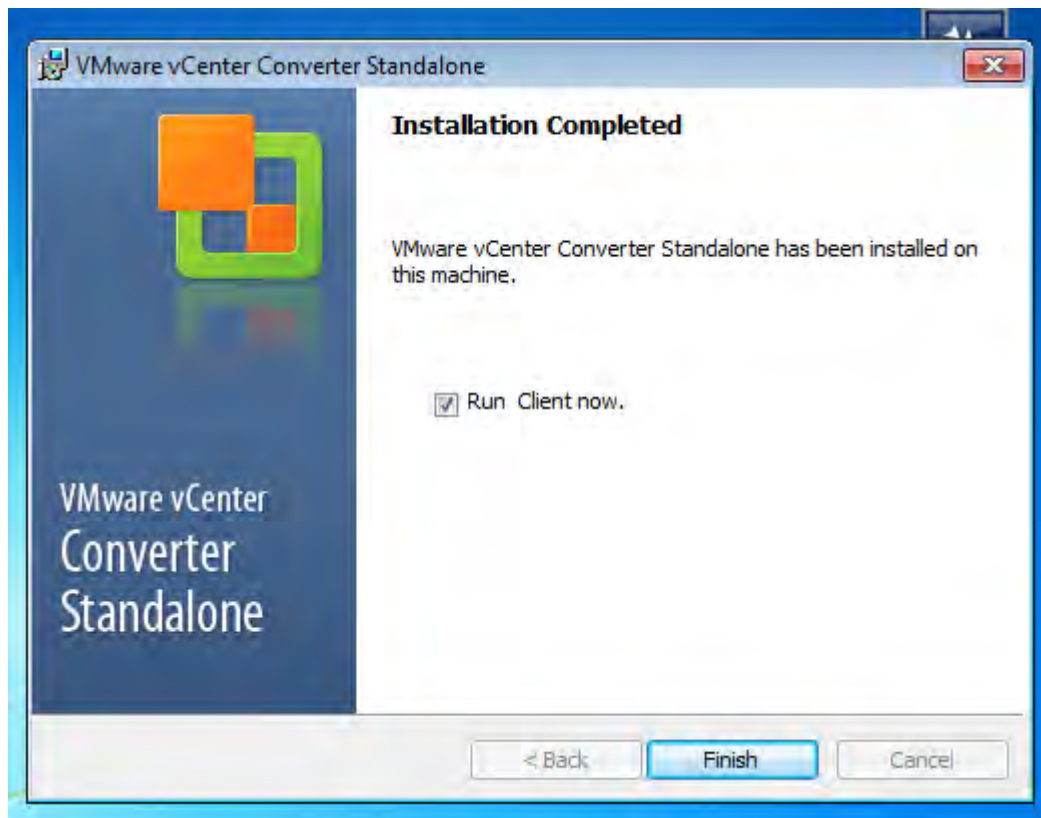 VMware vCenter Converter Standalone
Installation Completed
VMware vCenter Converter Standalone has been installed on
this machine.
Run Client now.
VMware vCenter
Converter
Standalone
< Back
Finish
Cancel